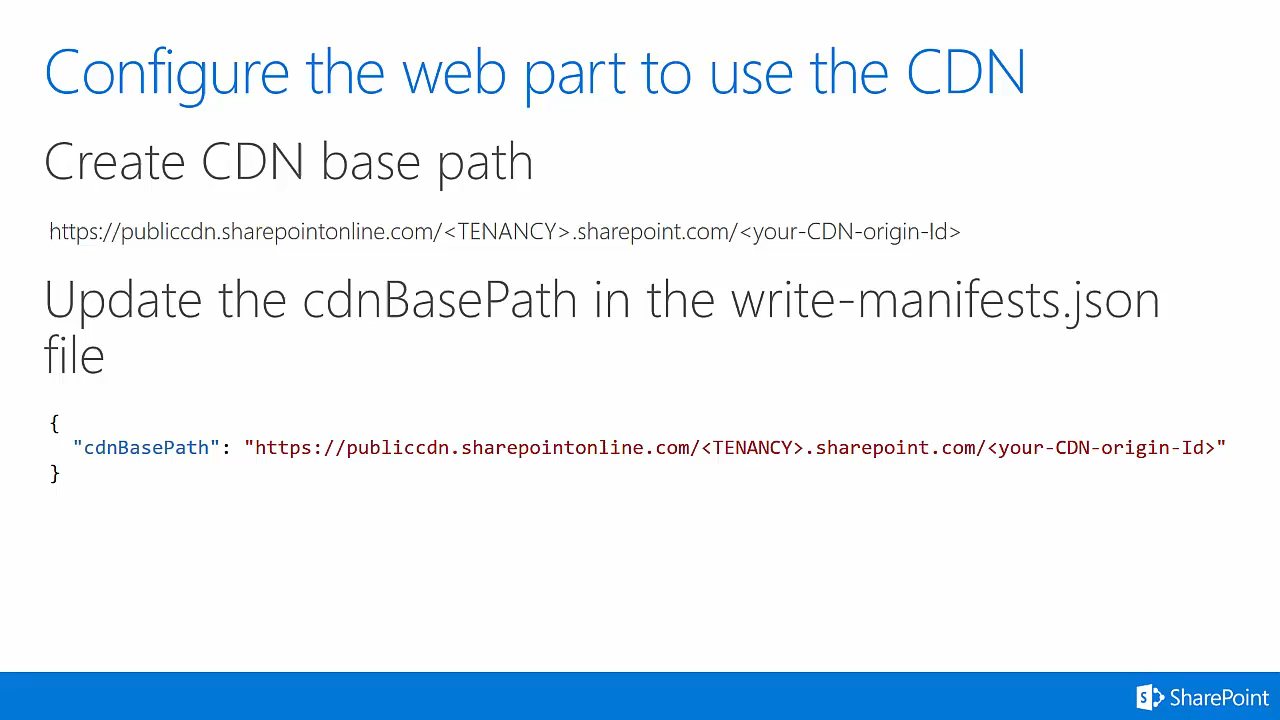 Configure the web part to use the CDN
Create CDN base path
https://publiccdn.sharepointonline.com/<TENANCY>.sharepoint.com/<your-CDN-origin-Id>
Update the cdnBasePath in the write-manifests.json
file
{
"cdnBasePath": "https://publiccdn.sharepointonline.com/<TENANCY>.sharepoint.com/<your-CDN-origin-Id>"
}
SharePoint